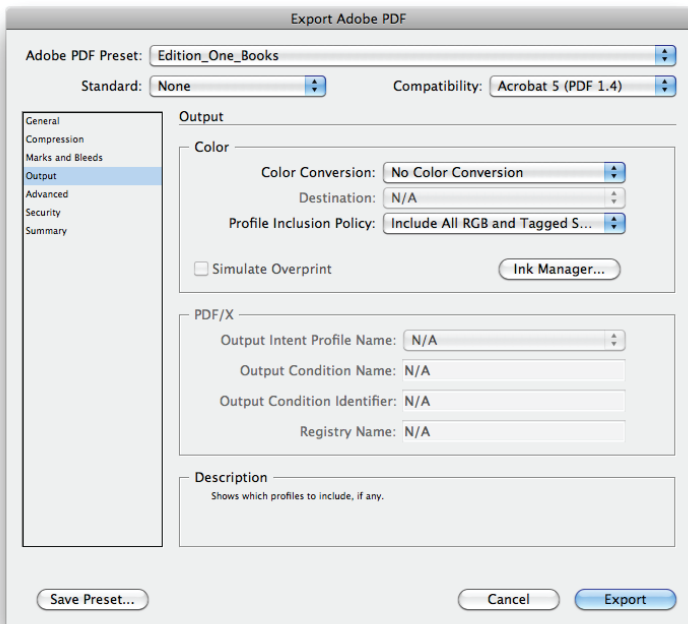 Export Adobe PDF
Adobe PDF Preset: Edition_One_Books
Standard: None Compatibility: Acrobat 5 (PDF 1.4)
General
Compression
Marks and Bleeds
Output
Advanced
Security
Summary
Output
Color
Color Conversion: No Color Conversion
Destination: N/A
Profile Inclusion Policy: Include All RGB and Tagged S...
Simulate Overprint Ink Manager...
PDF/X
Output Intent Profile Name: N/A
Output Condition Name: N/A
Output Condition Identifier: N/A
Registry Name: N/A
Description
Shows which profiles to include, if any.
Save Preset... Cancel Export